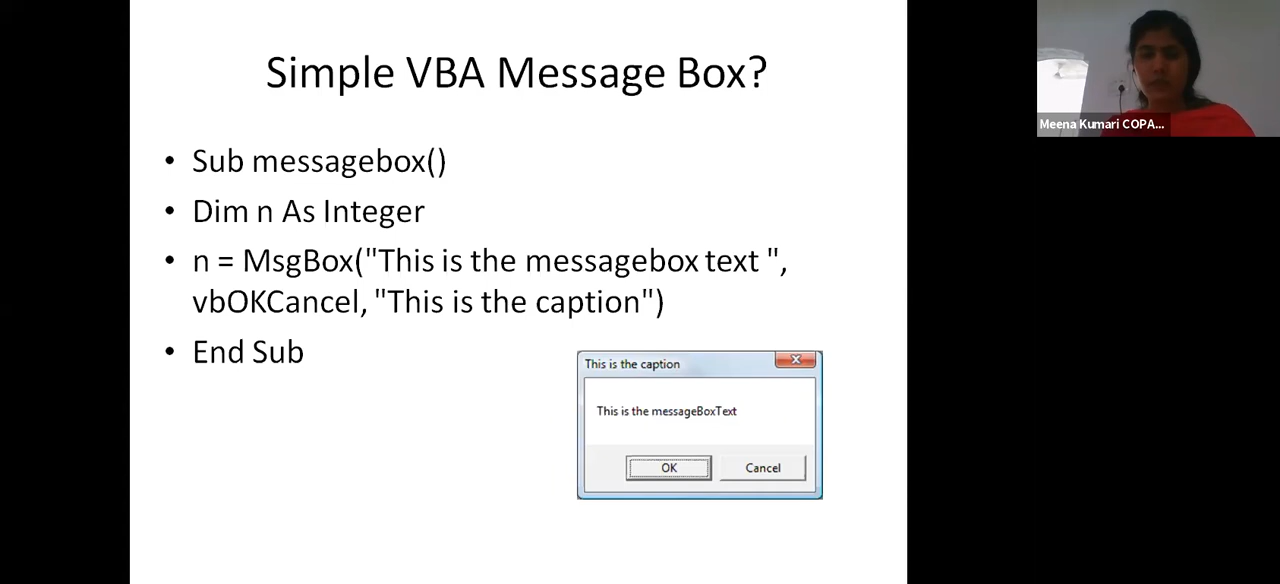 Simple VBA Message Box?
• Sub messagebox()
• Dim n As Integer
• n = MsgBox("This is the messagebox text ",
vbOKCancel, "This is the caption")
• End Sub
This is the caption
This is the messageBoxText
OK
Cancel
Meena Kumari COPA...